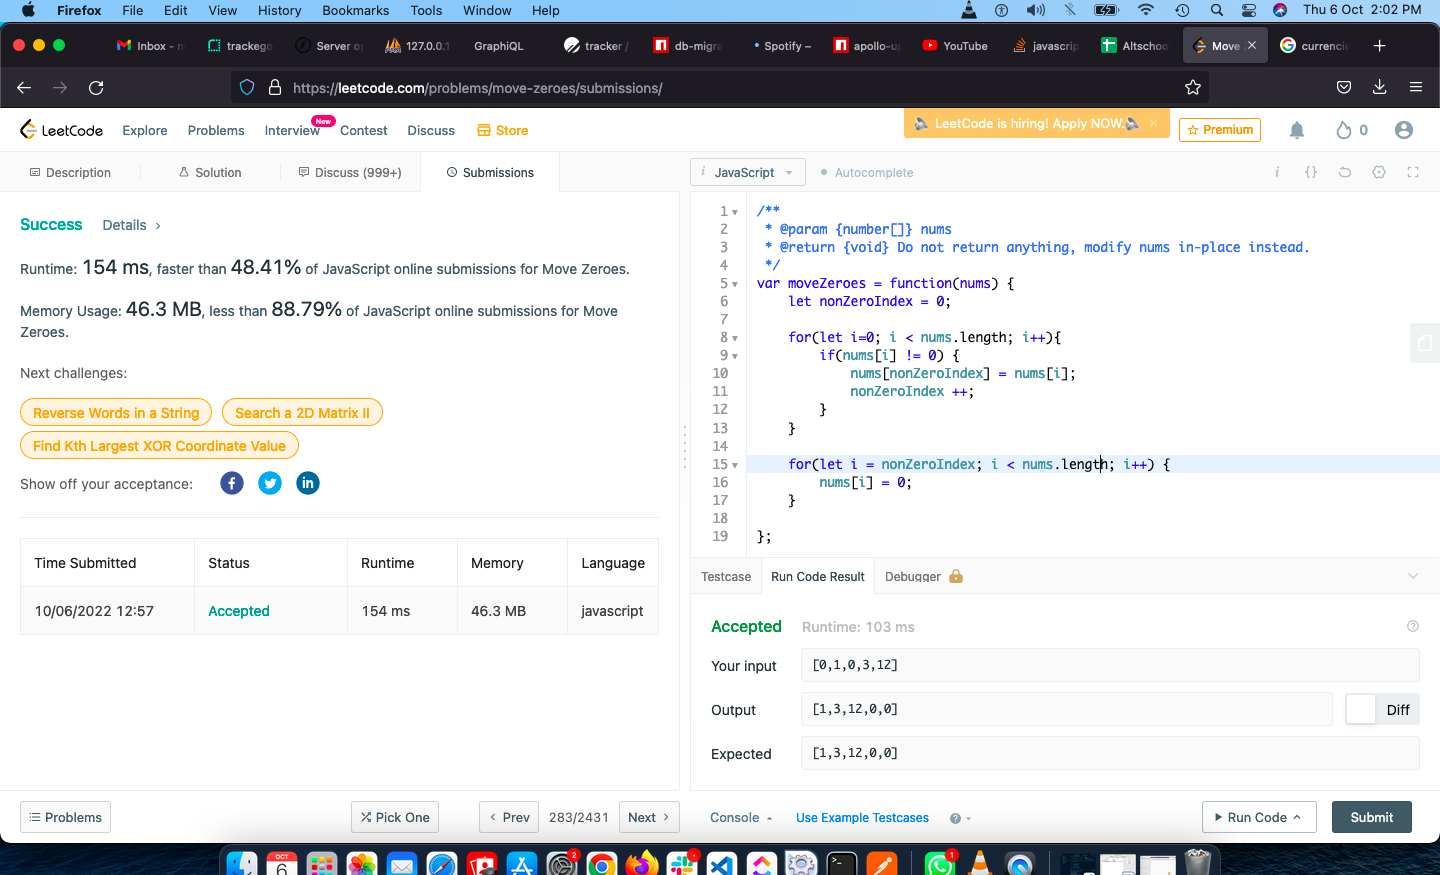 Firefox File Edit View History Bookmarks Tools Window Help Thu 6 Oct 2:02 PM
Inbox - trackego Server o 127.0.0.1 GraphiQL tracker / db-migra Spotify – apollo-up YouTube javascrip Altschoo Move currencie
https://leetcode.com/problems/move-zeroes/submissions/
LeetCode Explore Problems Interview New Contest Discuss Store LeetCode is hiring! Apply NOW. Premium 0
Description Solution Discuss (999+) Submissions
JavaScript Autocomplete
Success Details
Runtime: 154 ms, faster than 48.41% of JavaScript online submissions for Move Zeroes.
Memory Usage: 46.3 MB, less than 88.79% of JavaScript online submissions for Move
Zeroes.
Next challenges:
Reverse Words in a String Search a 2D Matrix II
Find Kth Largest XOR Coordinate Value
Show off your acceptance:
Time Submitted Status Runtime Memory Language
10/06/2022 12:57 Accepted 154 ms 46.3 MB javascript
1 /**
2 * @param {number[]} nums
3 * @return {void} Do not return anything, modify nums in-place instead.
4 */
5 var moveZeroes = function(nums) {
6 let nonZeroIndex = 0;
7
8 for(let i=0; i < nums.length; i++){
9 if(nums[i] != 0) {
10 nums[nonZeroIndex] = nums[i];
11 nonZeroIndex ++;
12 }
13 }
14
15 for(let i = nonZeroIndex; i < nums.length; i++) {
16 nums[i] = 0;
17 }
18
19 };
Testcase Run Code Result Debugger
Accepted Runtime: 103 ms
Your input [0,1,0,3,12]
Output [1,3,12,0,0] Diff
Expected [1,3,12,0,0]
Problems Pick One Prev 283/2431 Next Console Use Example Testcases Run Code Submit
OCT
6 2 1